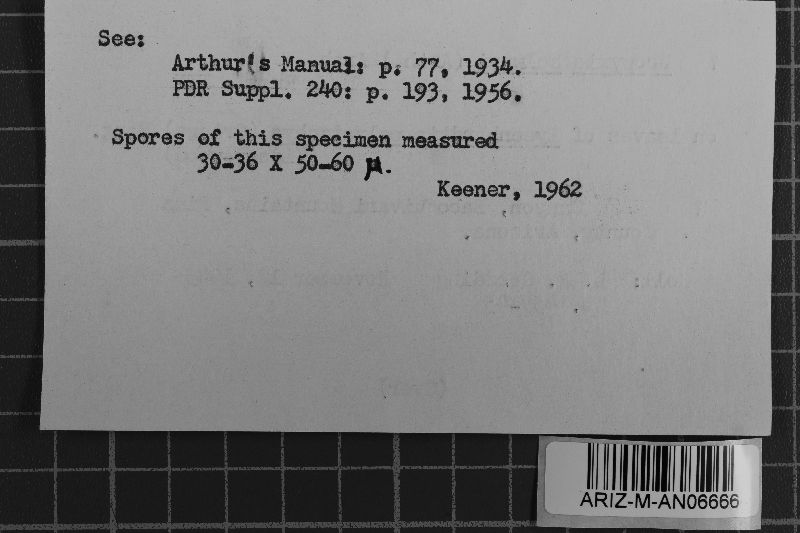 See:
Arthur's Manual: p. 77, 1934.
PDR Suppl. 240: p. 193, 1956.
Spores of this specimen measured
30-36 X 50-60 µ.
Keener, 1962
ARIZ-M-AN06666